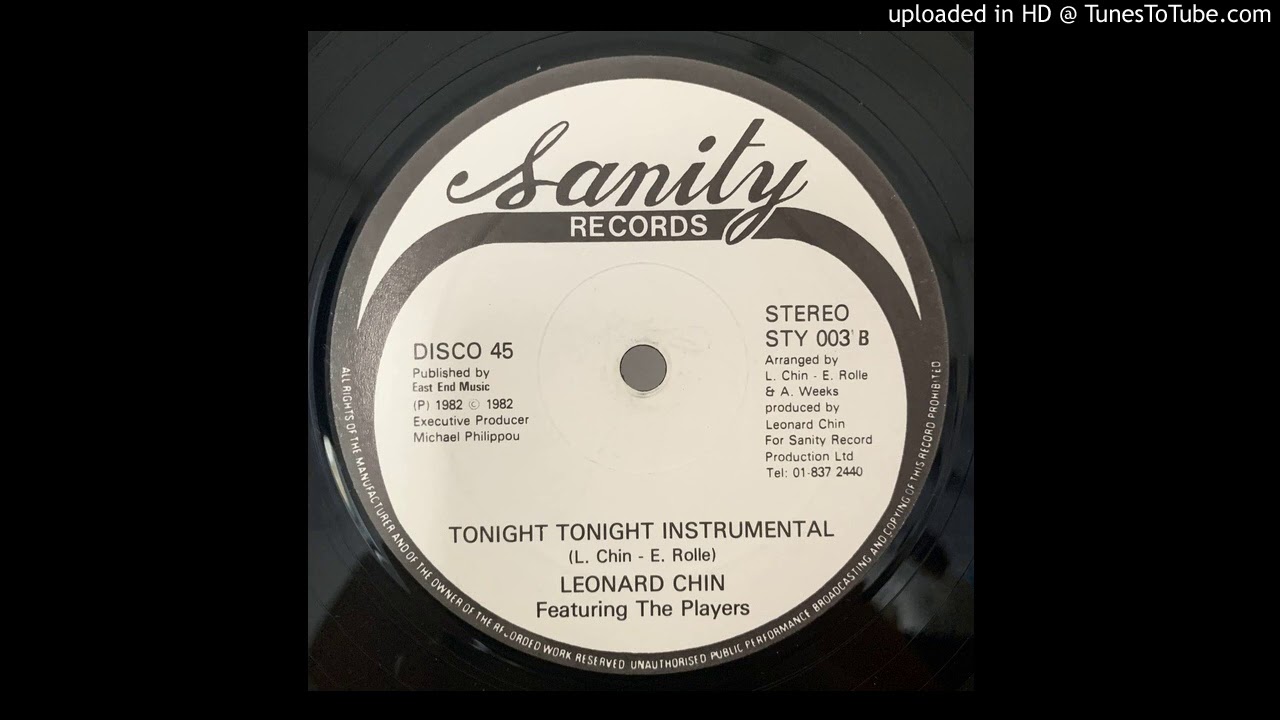 uploaded in HD @ TunesToTube.com
Sanity
RECORDS
DISCO 45
Published by
East End Music
(P) 1982 © 1982
Executive Producer
Michael Philippou
STEREO
STY 003 B
Arranged by
L. Chin - E. Rolle
& A. Weeks
produced by
Leonard Chin
For Sanity Record
Production Ltd
Tel: 01-837 2440
TONIGHT TONIGHT INSTRUMENTAL
(L. Chin - E. Rolle)
LEONARD CHIN
Featuring The Players
ALL RIGHTS OF THE MANUFACTURER AND OF THE OWNER OF THE RECORDED WORK RESERVED UNAUTHORISED PUBLIC PERFORMANCE BROADCASTING AND COPYING OF THIS RECORD PROHIBITED